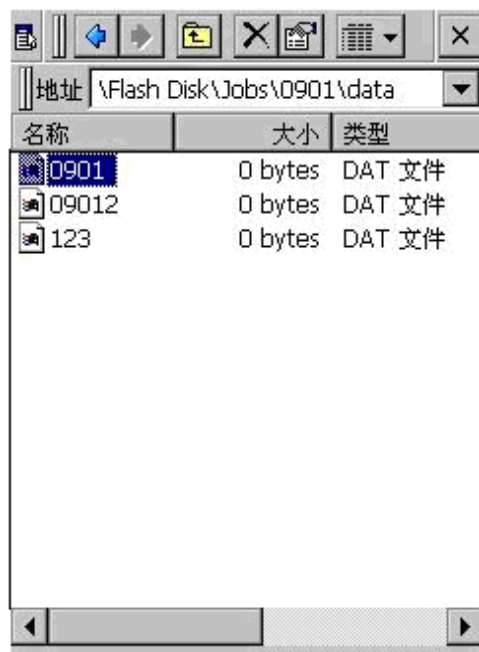 地址 \Flash Disk\Jobs\0901\data
名称 大小 类型
0901 0 bytes DAT 文件
09012 0 bytes DAT 文件
123 0 bytes DAT 文件